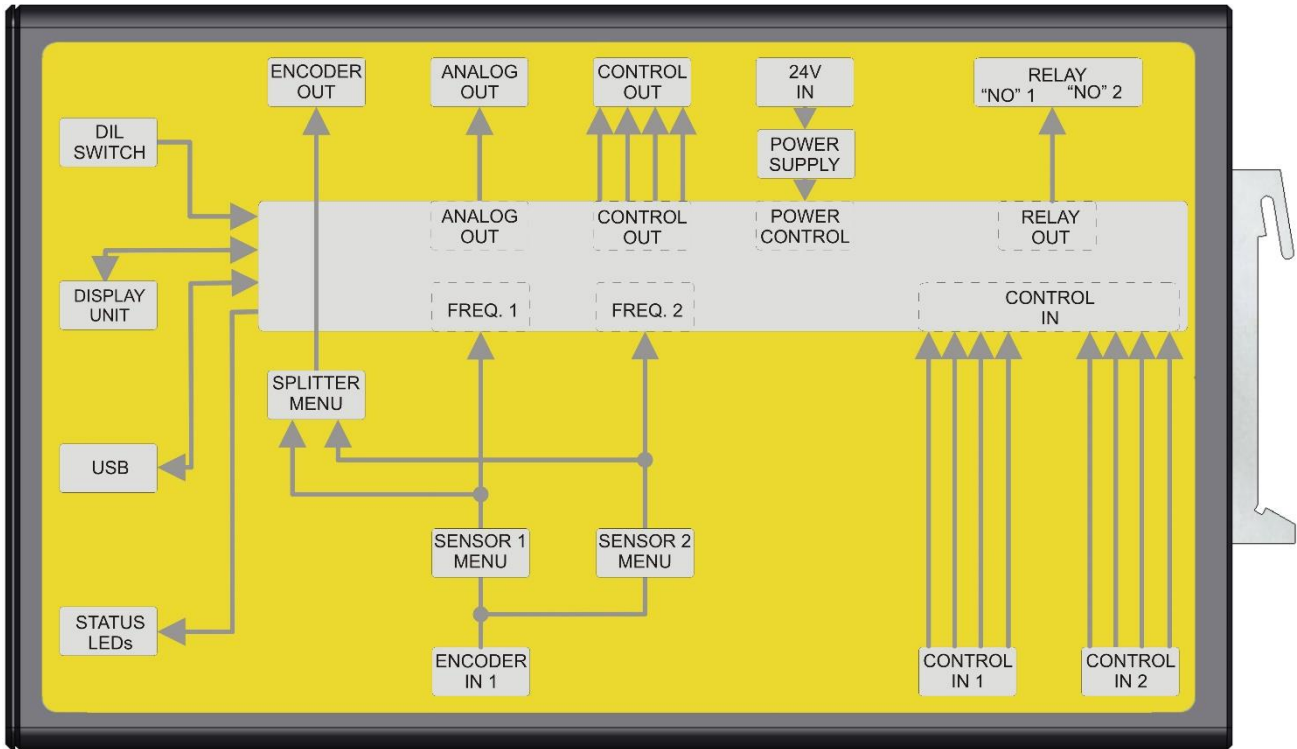 ENCODER
OUT
ANALOG
OUT
CONTROL
OUT
24V
IN
RELAY
"NO" 1 "NO" 2
DIL
SWITCH
POWER
SUPPLY
ANALOG
OUT
CONTROL
OUT
POWER
CONTROL
RELAY
OUT
DISPLAY
UNIT
FREQ. 1
FREQ. 2
CONTROL
IN
SPLITTER
MENU
USB
SENSOR 1
MENU
SENSOR 2
MENU
STATUS
LEDs
ENCODER
IN 1
CONTROL
IN 1
CONTROL
IN 2